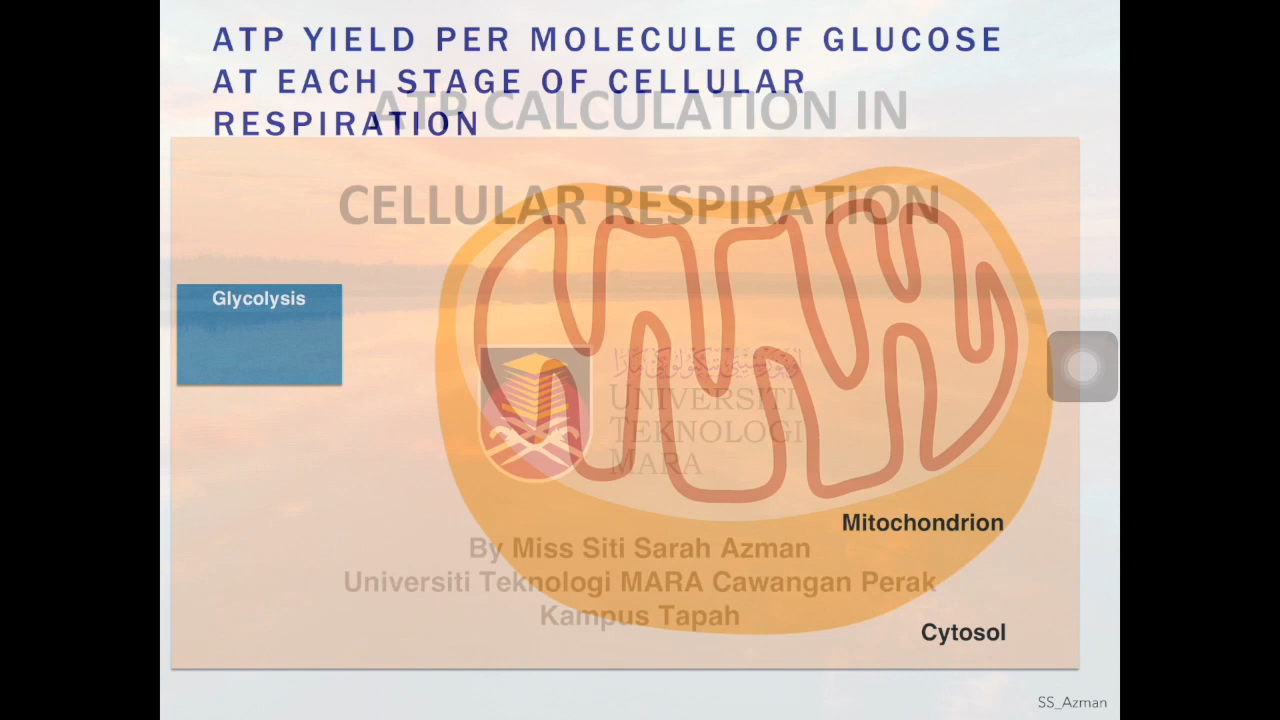 ATP YIELD PER MOLECULE OF GLUCOSE
AT EACH STAGE OF CELLULAR
RESPIRATION
ATP CALCULATION IN
CELLULAR RESPIRATION
Glycolysis
UNIVERSITI
TEKNOLOGI
MARA
Mitochondrion
By Miss Siti Sarah Azman
Universiti Teknologi MARA Cawangan Perak
Kampus Tapah
Cytosol
SS_Azman